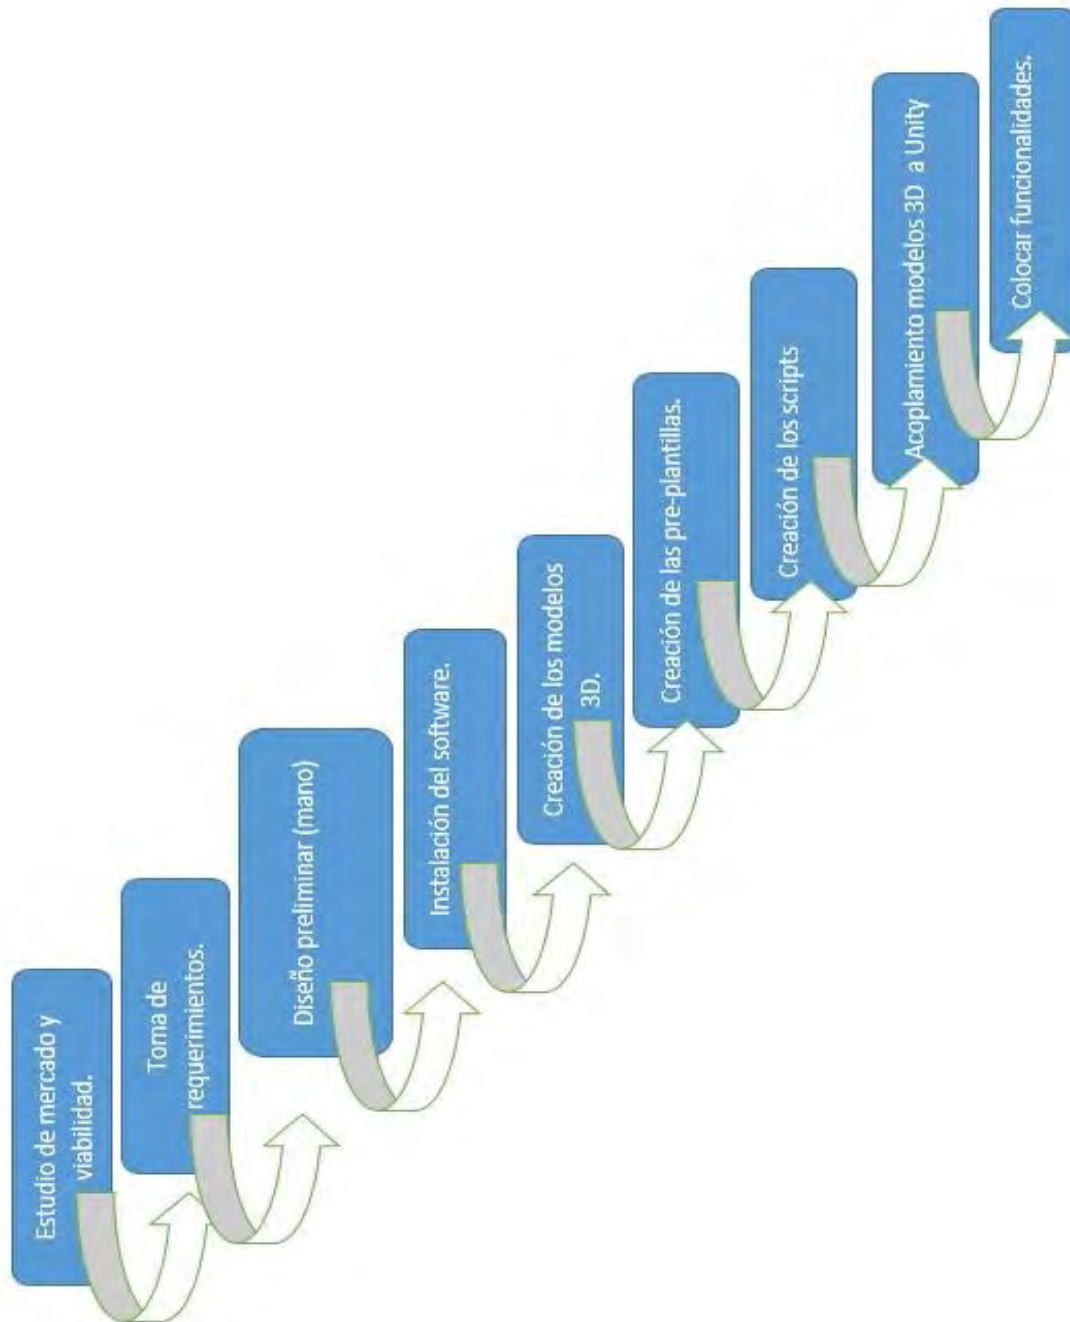 Estudio de mercado y
viabilidad.
Toma de
requerimientos.
Diseño preliminar (mano)
Instalación del software.
Creación de los modelos
3D.
Creación de las pre-plantillas.
Creación de los scripts
Acoplamiento modelos 3D a Unity
Colocar funcionalidades.